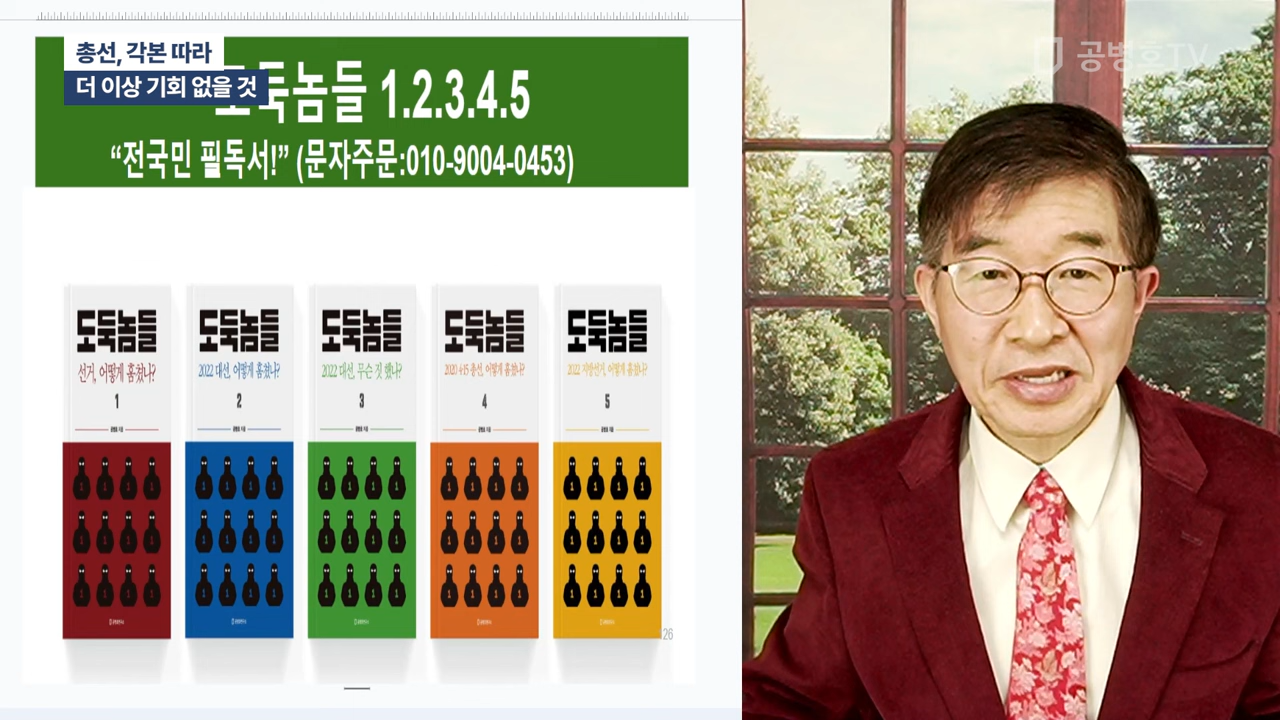 총선, 각본 따라
더 이상 기회 없을 것
도둑놈들 1.2.3.4.5
“전국민 필독서!” (문자주문:010-9004-0453)
공병호TV
도둑놈들
선거, 어떻게 훔쳤나?
1
도둑놈들
2022 대선, 어떻게 훔쳤나?
2
도둑놈들
2022 대선, 무슨 짓 했나?
3
도둑놈들
2020 4·15 총선, 어떻게 훔쳤나?
4
도둑놈들
2022 지방선거, 어떻게 훔쳤나?
5
26